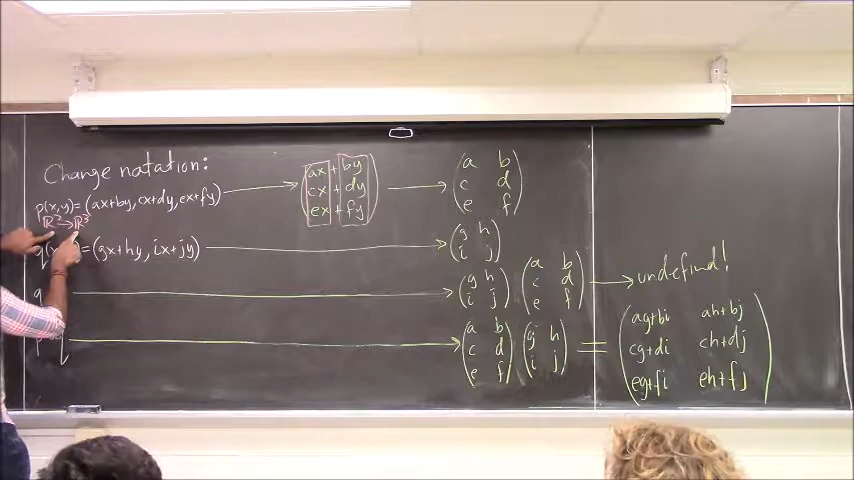 Change notation:
p(x,y)=(ax+by, cx+dy, ex+fy) → (ax+by cx+dy ex+fy) → (a b c d e f)
ℝ² → ℝ³
q(x =(gx+hy, ix+jy) → (g h i j)
q → (g h i j) (a b c d e f) → undefind!
p q → (a b c d e f) (g h i j) = (ag+bi ah+bj cg+di ch+dj eg+fi eh+fj)